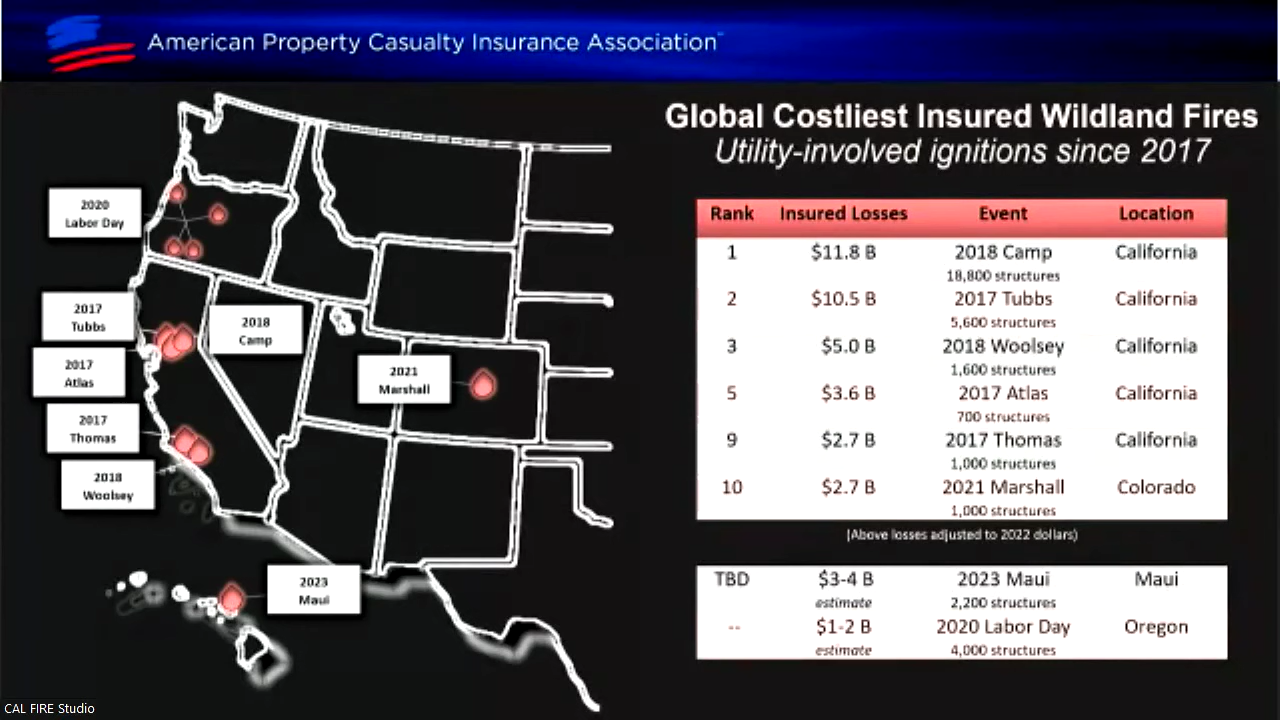 American Property Casualty Insurance Association
Global Costliest Insured Wildland Fires
Utility-involved ignitions since 2017
2020
Labor Day
2017
Tubbs
2018
Camp
2017
Atlas
2021
Marshall
2017
Thomas
2018
Woolsey
2023
Maui
Rank Insured Losses Event Location
1 $11.8 B 2018 Camp California
18,800 structures
2 $10.5 B 2017 Tubbs California
5,600 structures
3 $5.0 B 2018 Woolsey California
1,600 structures
5 $3.6 B 2017 Atlas California
700 structures
9 $2.7 B 2017 Thomas California
1,000 structures
10 $2.7 B 2021 Marshall Colorado
1,000 structures
(Above losses adjusted to 2022 dollars)
TBD $3-4 B 2023 Maui Maui
estimate 2,200 structures
-- $1-2 B 2020 Labor Day Oregon
estimate 4,000 structures
CAL FIRE Studio